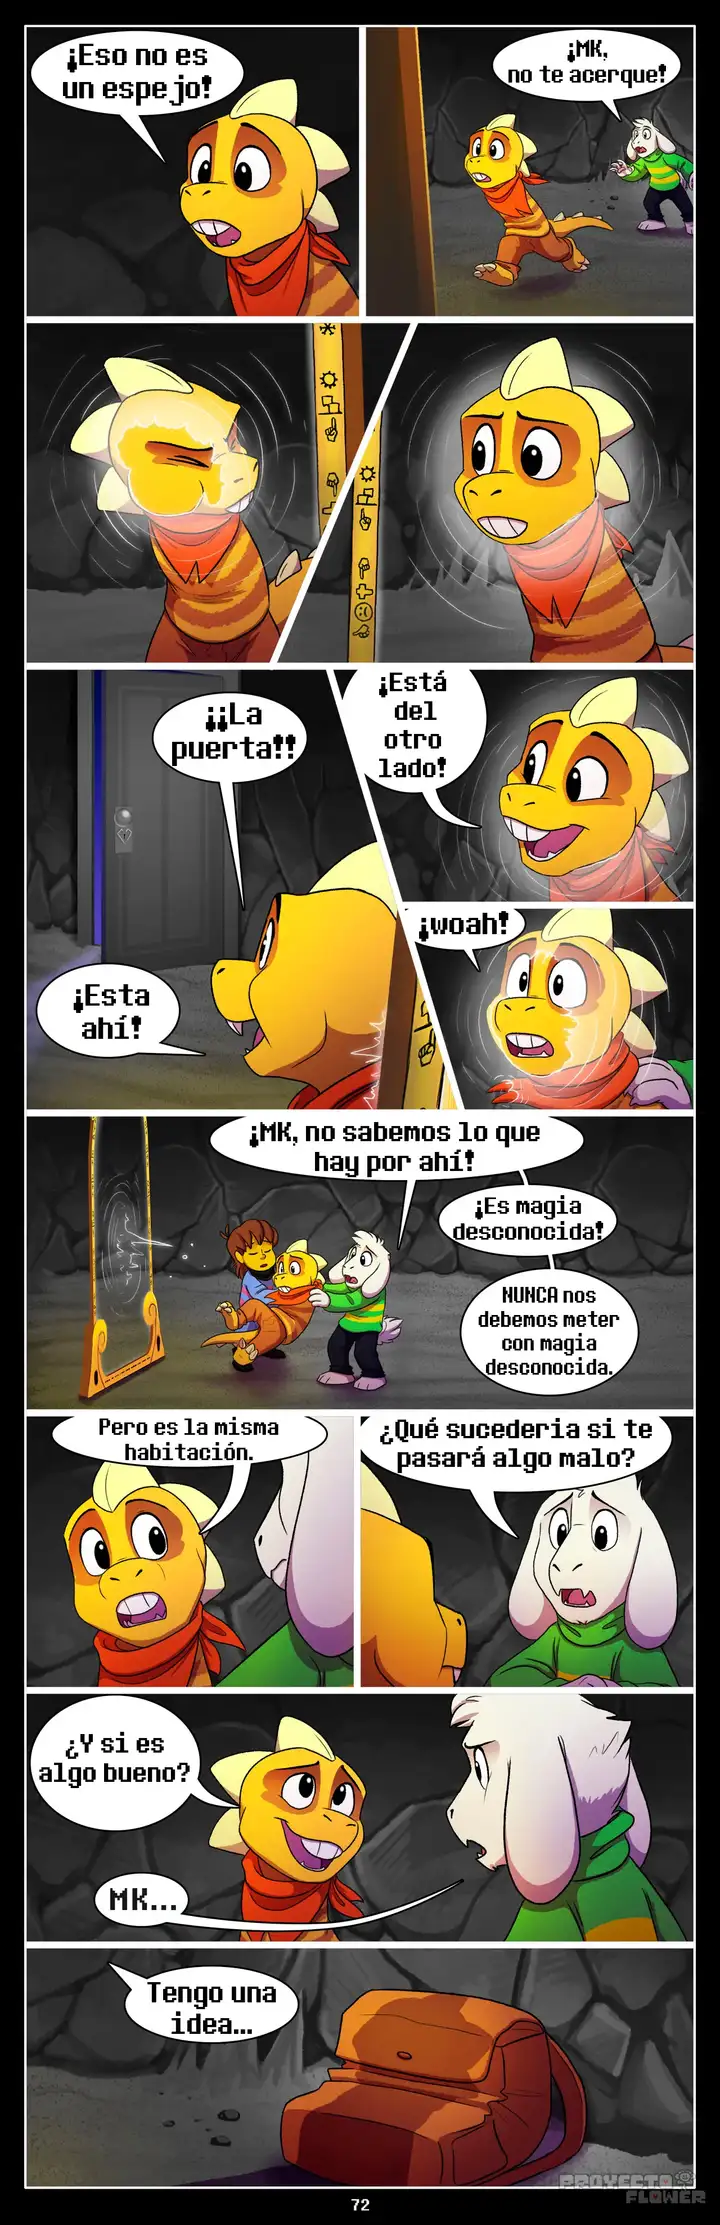 ¡Eso no es
un espejo!
¡MK,
no te acerque!
¡¡La
puerta!!
¡Esta
ahí!
¡Está
del
otro
lado!
¡woah!
¡MK, no sabemos lo que
hay por ahí!
¡Es magia
desconocida!
NUNCA nos
debemos meter
con magia
desconocida.
Pero es la misma
habitación.
¿Qué sucederia si te
pasará algo malo?
¿Y si es
algo bueno?
MK...
Tengo una
idea...
PROYECTO
FLOWER
72